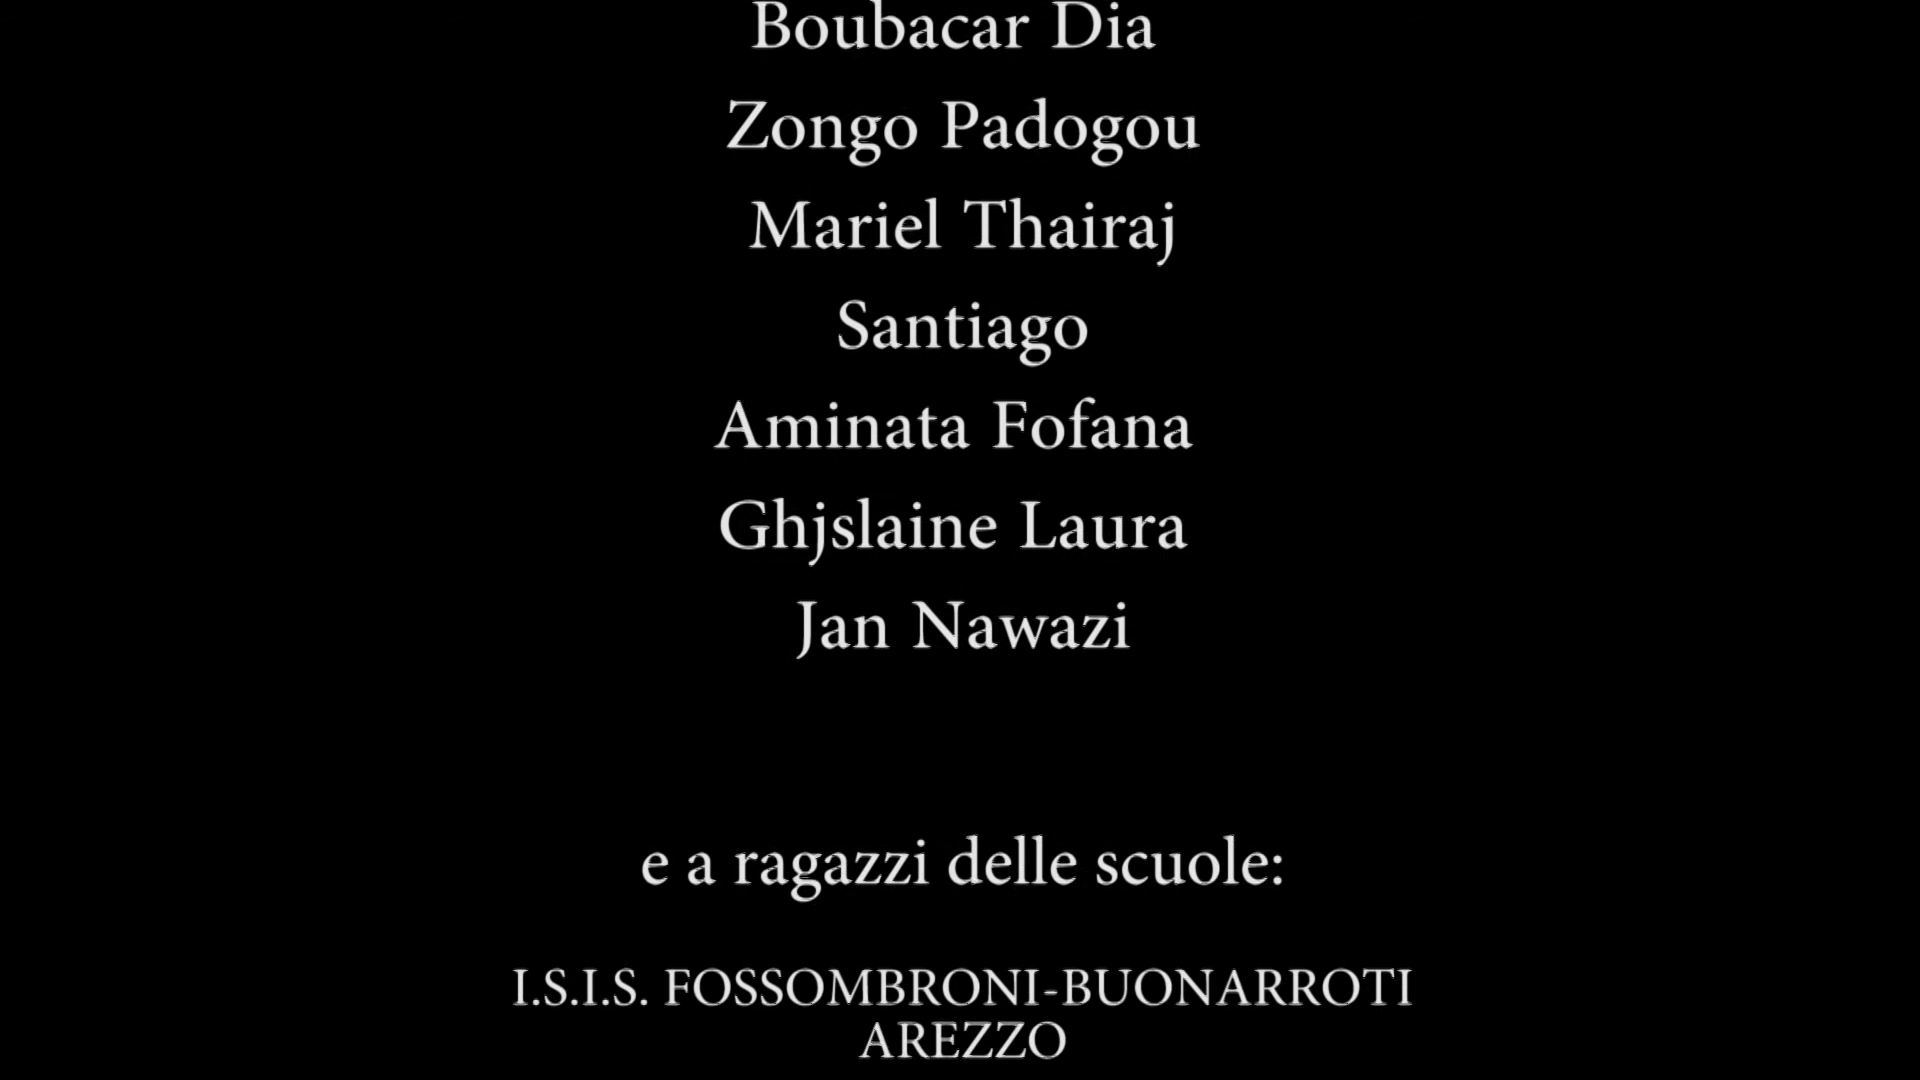 Boubacar Dia
Zongo Padogou
Mariel Thairaj
Santiago
Aminata Fofana
Ghjslaine Laura
Jan Nawazi
e a ragazzi delle scuole:
I.S.I.S. FOSSOMBRONI-BUONARROTI
AREZZO